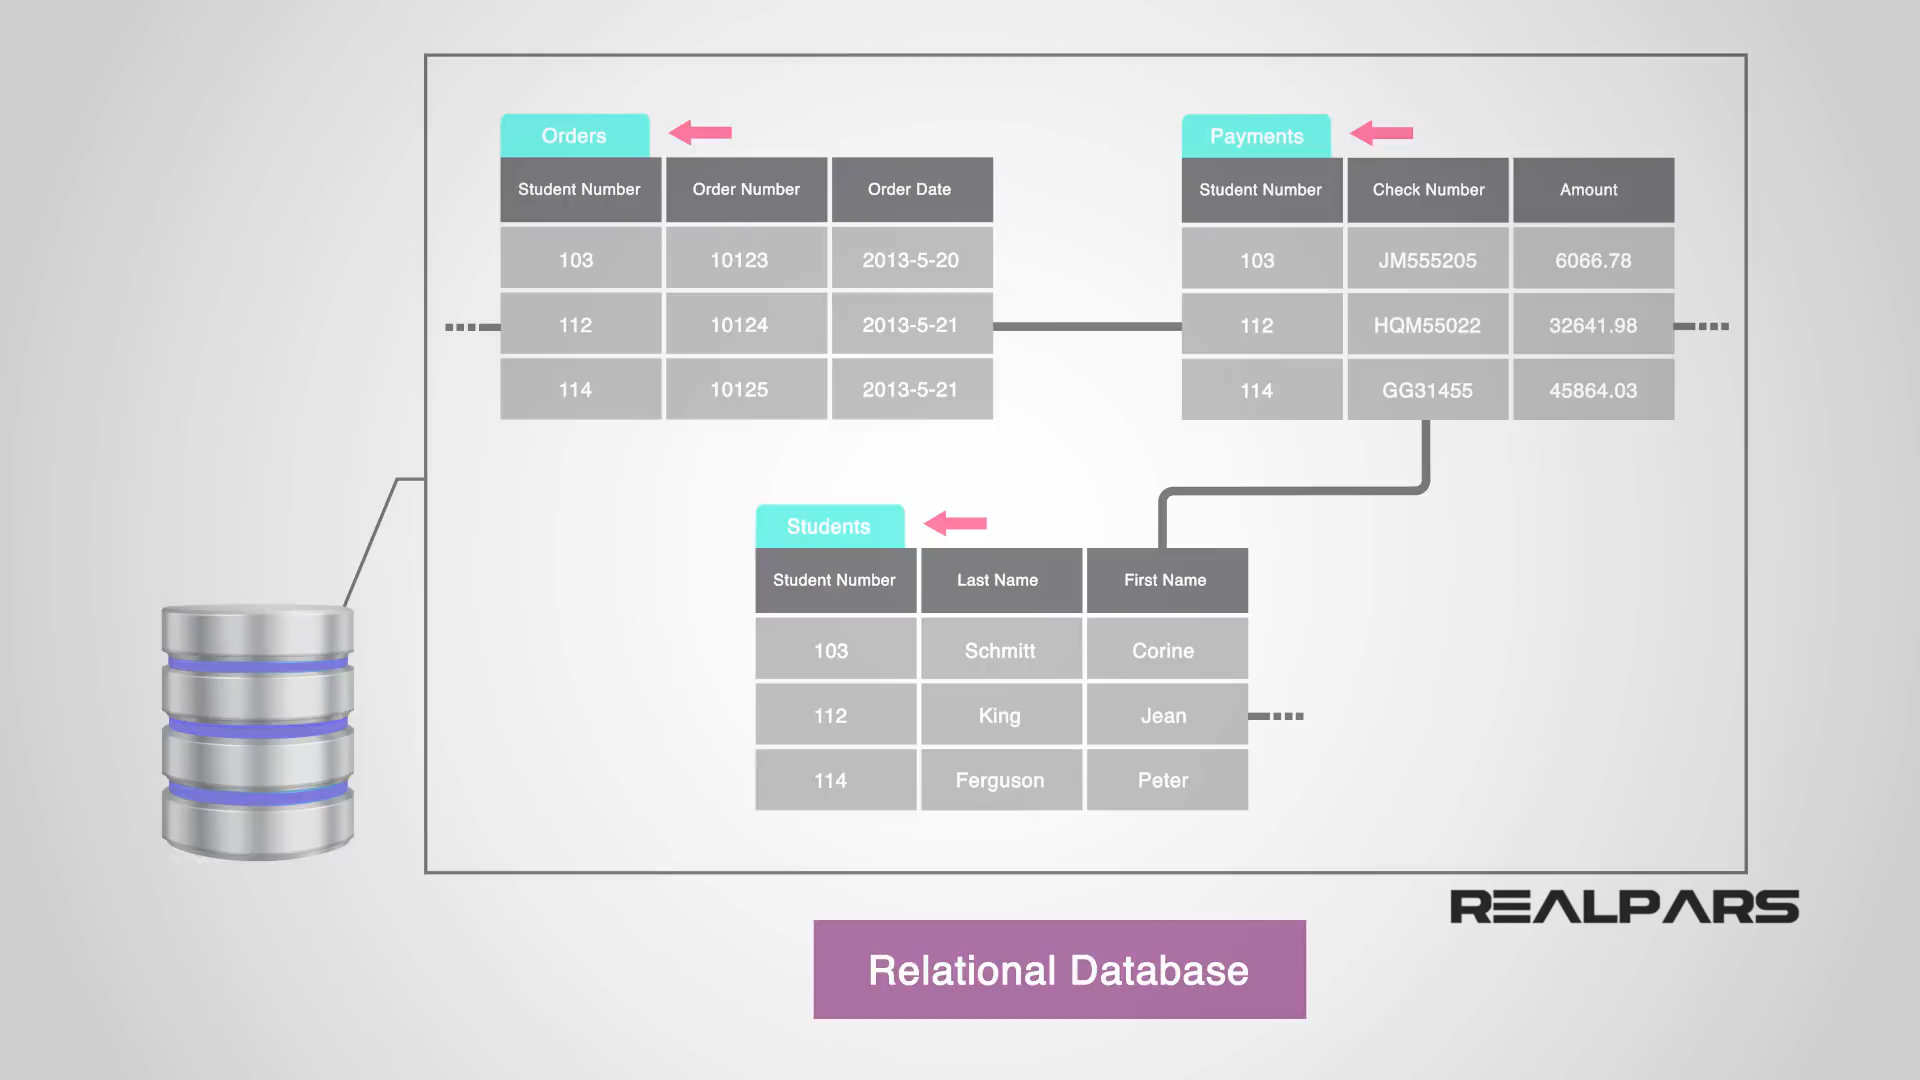 Orders
Student Number Order Number Order Date
103 10123 2013-5-20
112 10124 2013-5-21
114 10125 2013-5-21
Payments
Student Number Check Number Amount
103 JM555205 6066.78
112 HQM55022 32641.98
114 GG31455 45864.03
Students
Student Number Last Name First Name
103 Schmitt Corine
112 King Jean
114 Ferguson Peter
REALPARS
Relational Database